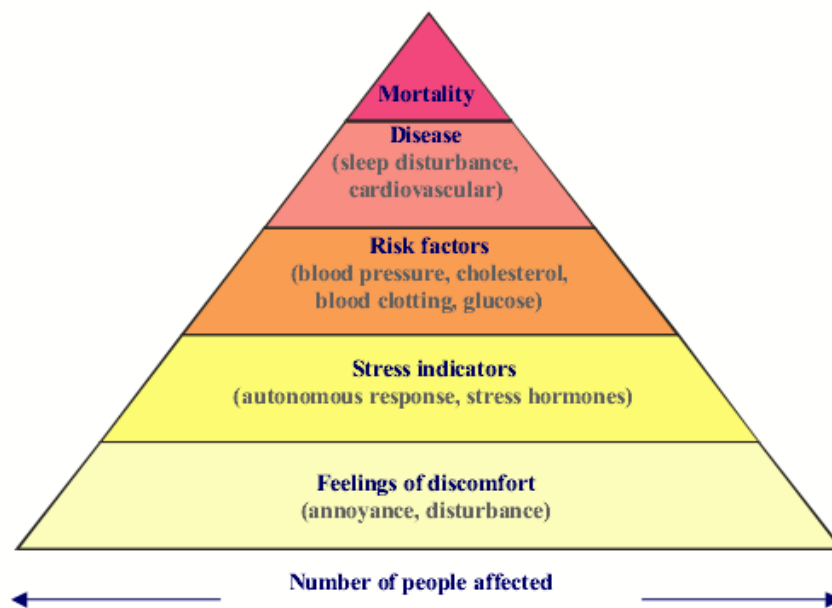 Mortality
Disease
(sleep disturbance,
cardiovascular)
Risk factors
(blood pressure, cholesterol,
blood clotting, glucose)
Stress indicators
(autonomous response, stress hormones)
Feelings of discomfort
(annoyance, disturbance)
Number of people affected